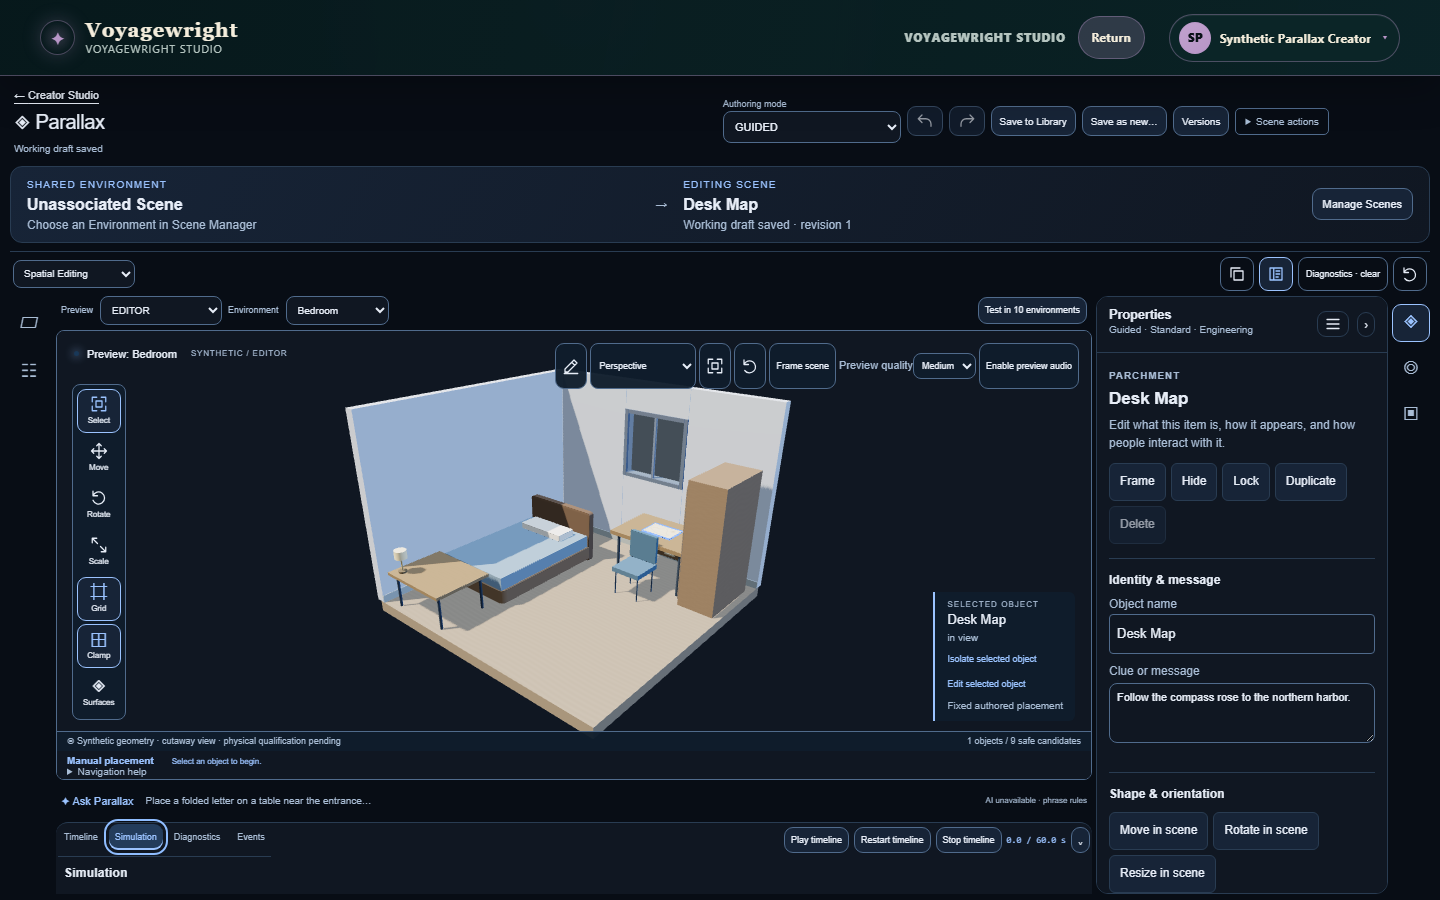 Voyagewright
VOYAGEWRIGHT STUDIO
VOYAGEWRIGHT STUDIO
Return
SP
Synthetic Parallax Creator
← Creator Studio
Parallax
Working draft saved
Authoring mode
GUIDED
Save to Library
Save as new...
Versions
Scene actions
SHARED ENVIRONMENT
Unassociated Scene
Choose an Environment in Scene Manager
→
EDITING SCENE
Desk Map
Working draft saved · revision 1
Manage Scenes
Spatial Editing
Diagnostics · clear
Preview
EDITOR
Environment
Bedroom
Test in 10 environments
Preview: Bedroom
SYNTHETIC / EDITOR
Perspective
Frame scene
Preview quality
Medium
Enable preview audio
Select
Move
Rotate
Scale
Grid
Clamp
Surfaces
SELECTED OBJECT
Desk Map
in view
Isolate selected object
Edit selected object
Fixed authored placement
Synthetic geometry · cutaway view · physical qualification pending
1 objects / 9 safe candidates
Manual placement
Select an object to begin.
Navigation help
Ask Parallax
Place a folded letter on a table near the entrance...
AI unavailable · phrase rules
Timeline
Simulation
Diagnostics
Events
Play timeline
Restart timeline
Stop timeline
0.0 / 60.0 s
Simulation
Properties
Guided · Standard · Engineering
PARCHMENT
Desk Map
Edit what this item is, how it appears, and how
people interact with it.
Frame
Hide
Lock
Duplicate
Delete
Identity & message
Object name
Desk Map
Clue or message
Follow the compass rose to the northern harbor.
Shape & orientation
Move in scene
Rotate in scene
Resize in scene